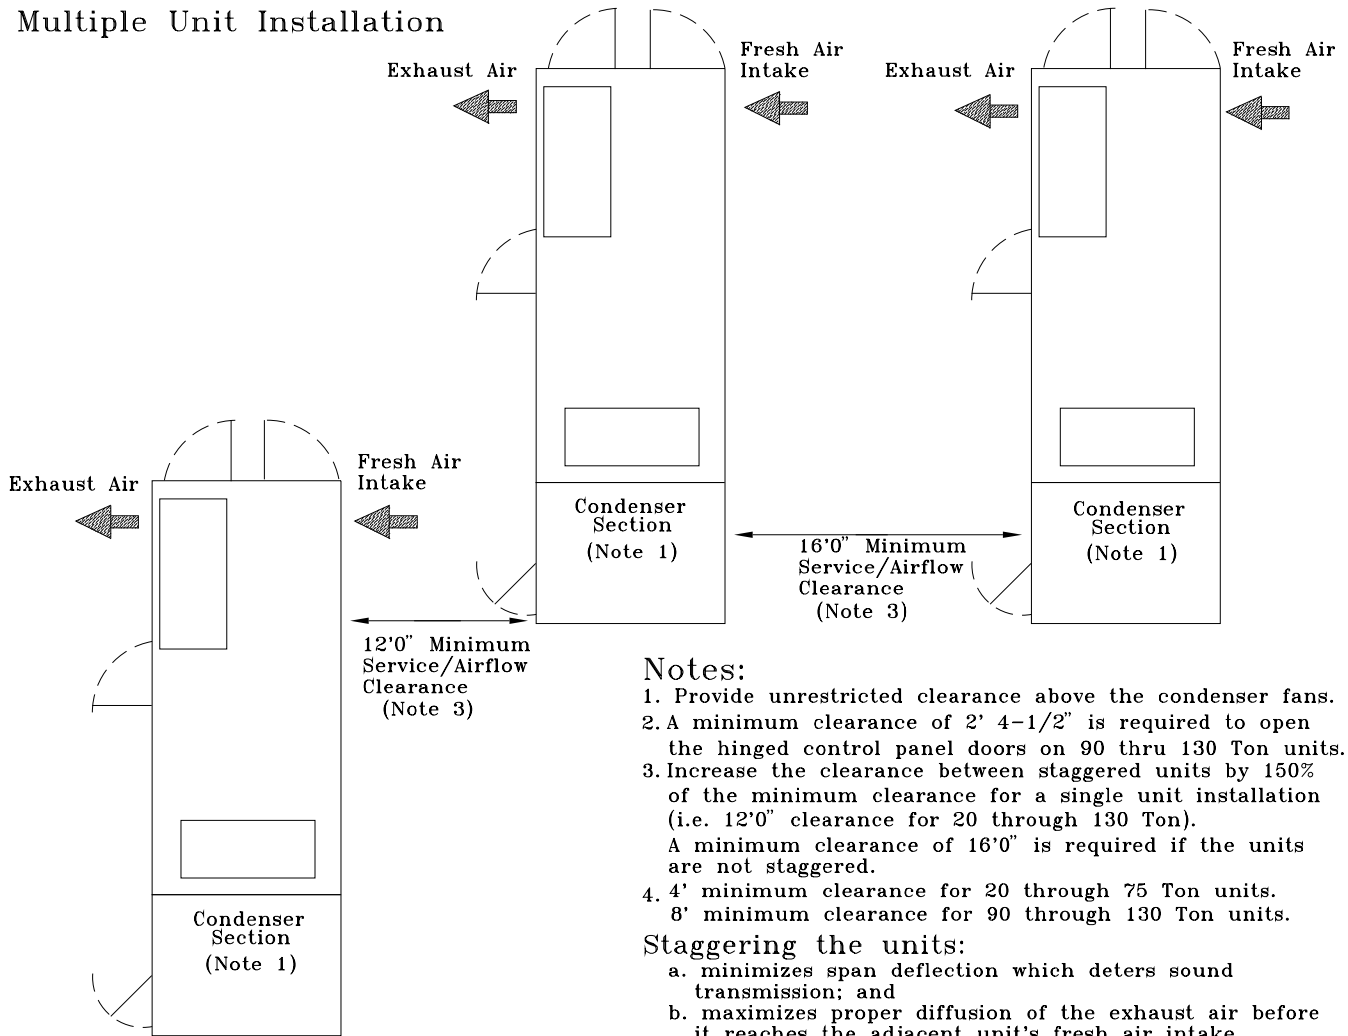 Multiple Unit Installation
Exhaust Air
Fresh Air
Intake
Exhaust Air
Fresh Air
Intake
Exhaust Air
Fresh Air
Intake
Condenser
Section
(Note 1)
Condenser
Section
(Note 1)
16'0" Minimum
Service/Airflow
Clearance
(Note 3)
12'0" Minimum
Service/Airflow
Clearance
(Note 3)
Condenser
Section
(Note 1)
Notes:
1. Provide unrestricted clearance above the condenser fans.
2. A minimum clearance of 2' 4-1/2" is required to open
the hinged control panel doors on 90 thru 130 Ton units.
3. Increase the clearance between staggered units by 150%
of the minimum clearance for a single unit installation
(i.e. 12'0" clearance for 20 through 130 Ton).
A minimum clearance of 16'0" is required if the units
are not staggered.
4. 4' minimum clearance for 20 through 75 Ton units.
8' minimum clearance for 90 through 130 Ton units.
Staggering the units:
a. minimizes span deflection which deters sound
transmission; and
b. maximizes proper diffusion of the exhaust air before
it reaches the adjacent unit's fresh air intake